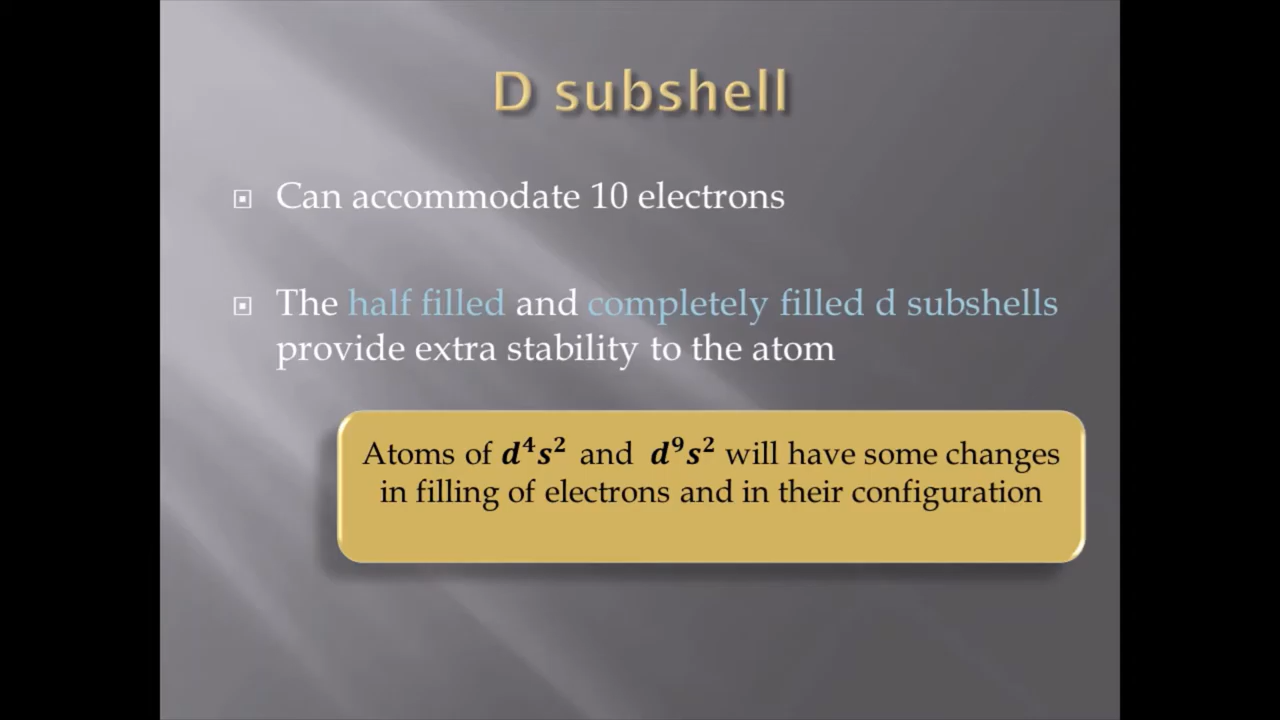 D subshell
Can accommodate 10 electrons
The half filled and completely filled d subshells
provide extra stability to the atom
Atoms of d⁴s² and d⁹s² will have some changes
in filling of electrons and in their configuration